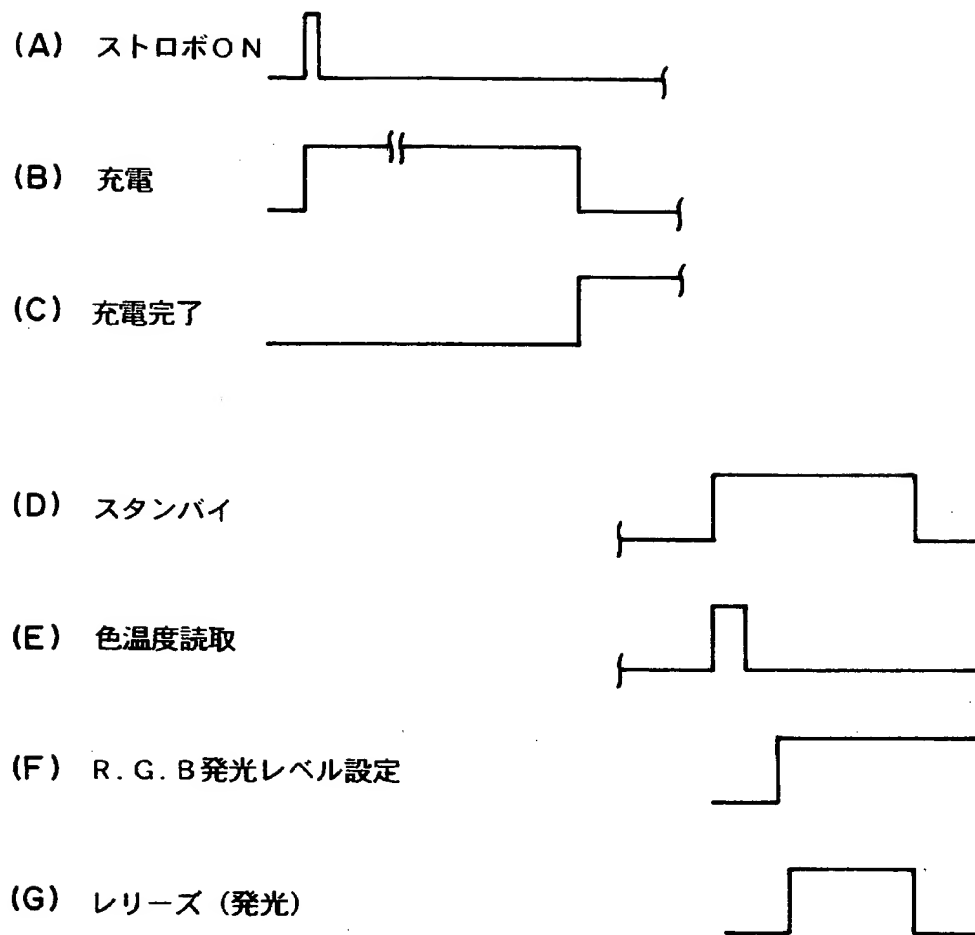 (A) ストロボON
(B) 充電
(C) 充電完了
(D) スタンバイ
(E) 色温度読取
(F) R.G.B発光レベル設定
(G) レリーズ（発光）